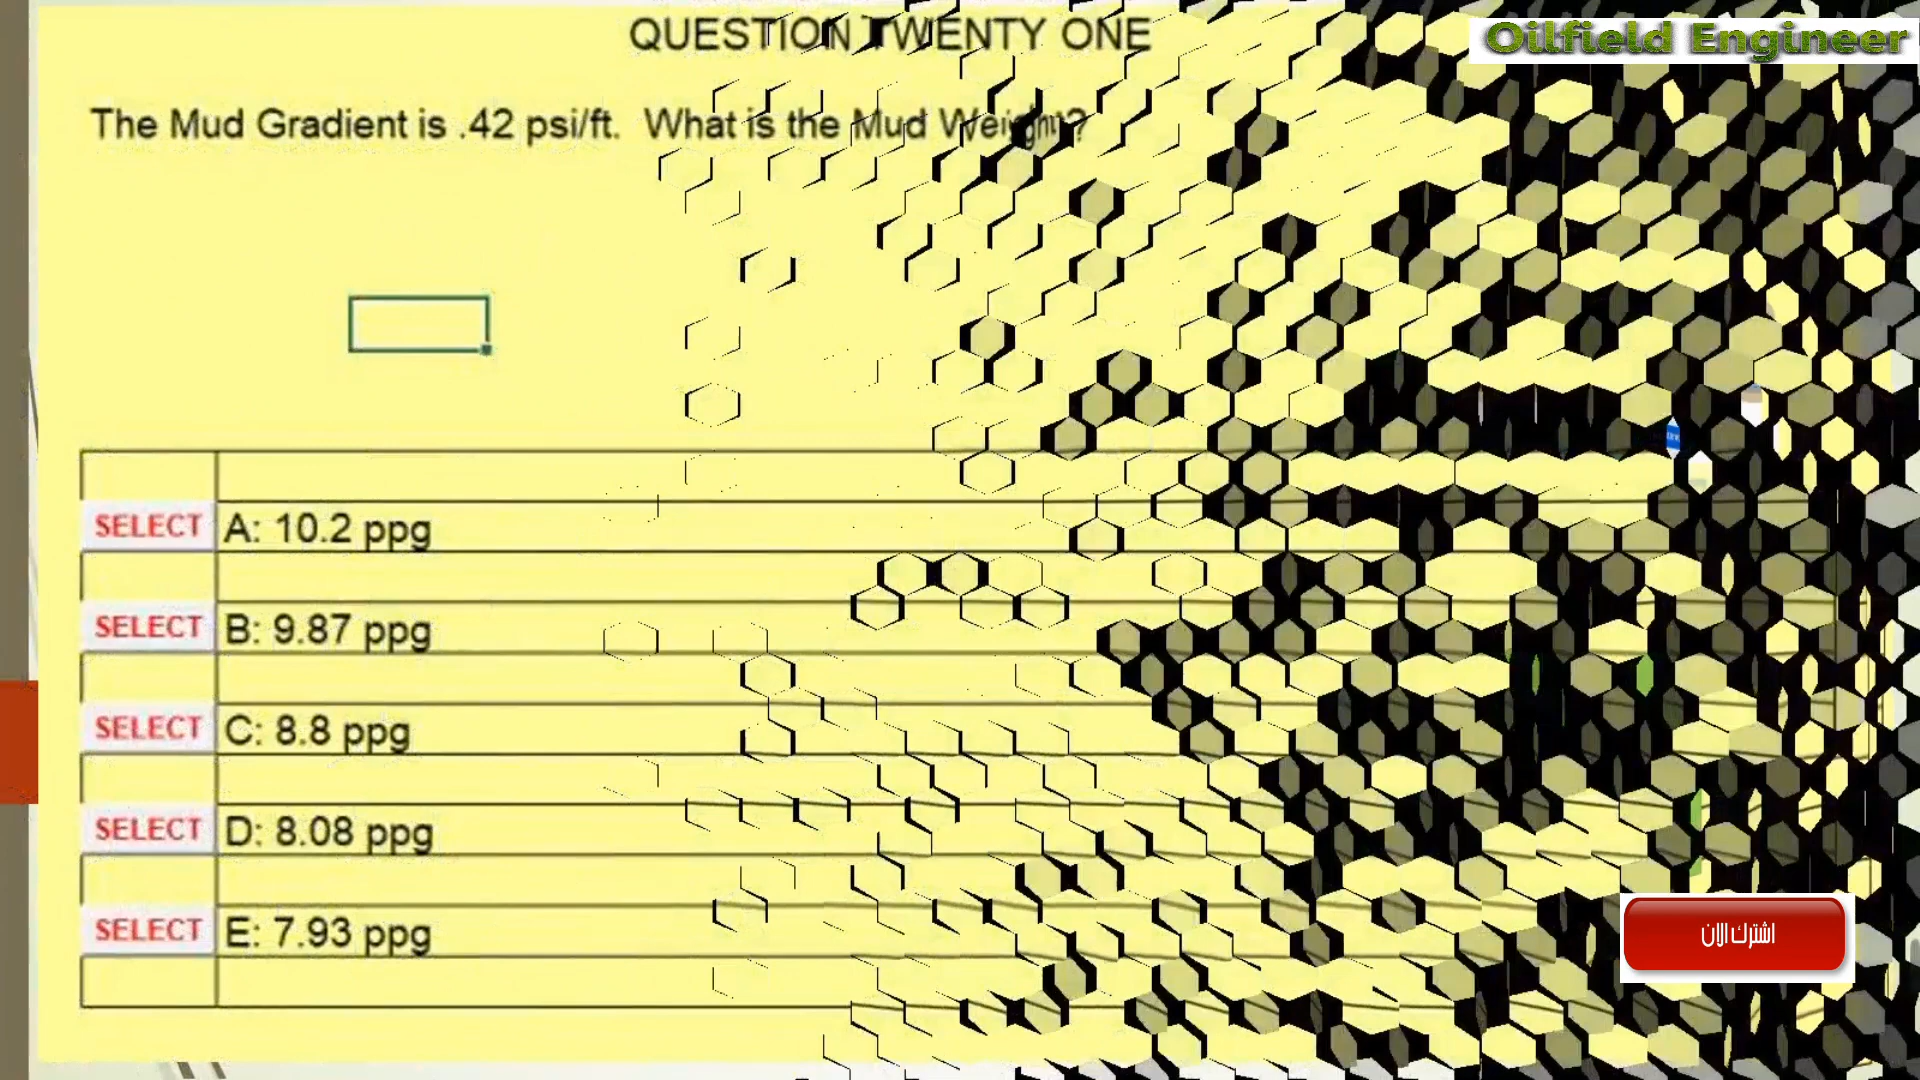 QUESTION TWENTY ONE
Oilfield Engineer
The Mud Gradient is .42 psi/ft. What is the Mud Weight?
SELECT A: 10.2 ppg
SELECT B: 9.87 ppg
SELECT C: 8.8 ppg
SELECT D: 8.08 ppg
SELECT E: 7.93 ppg
اشترك الان